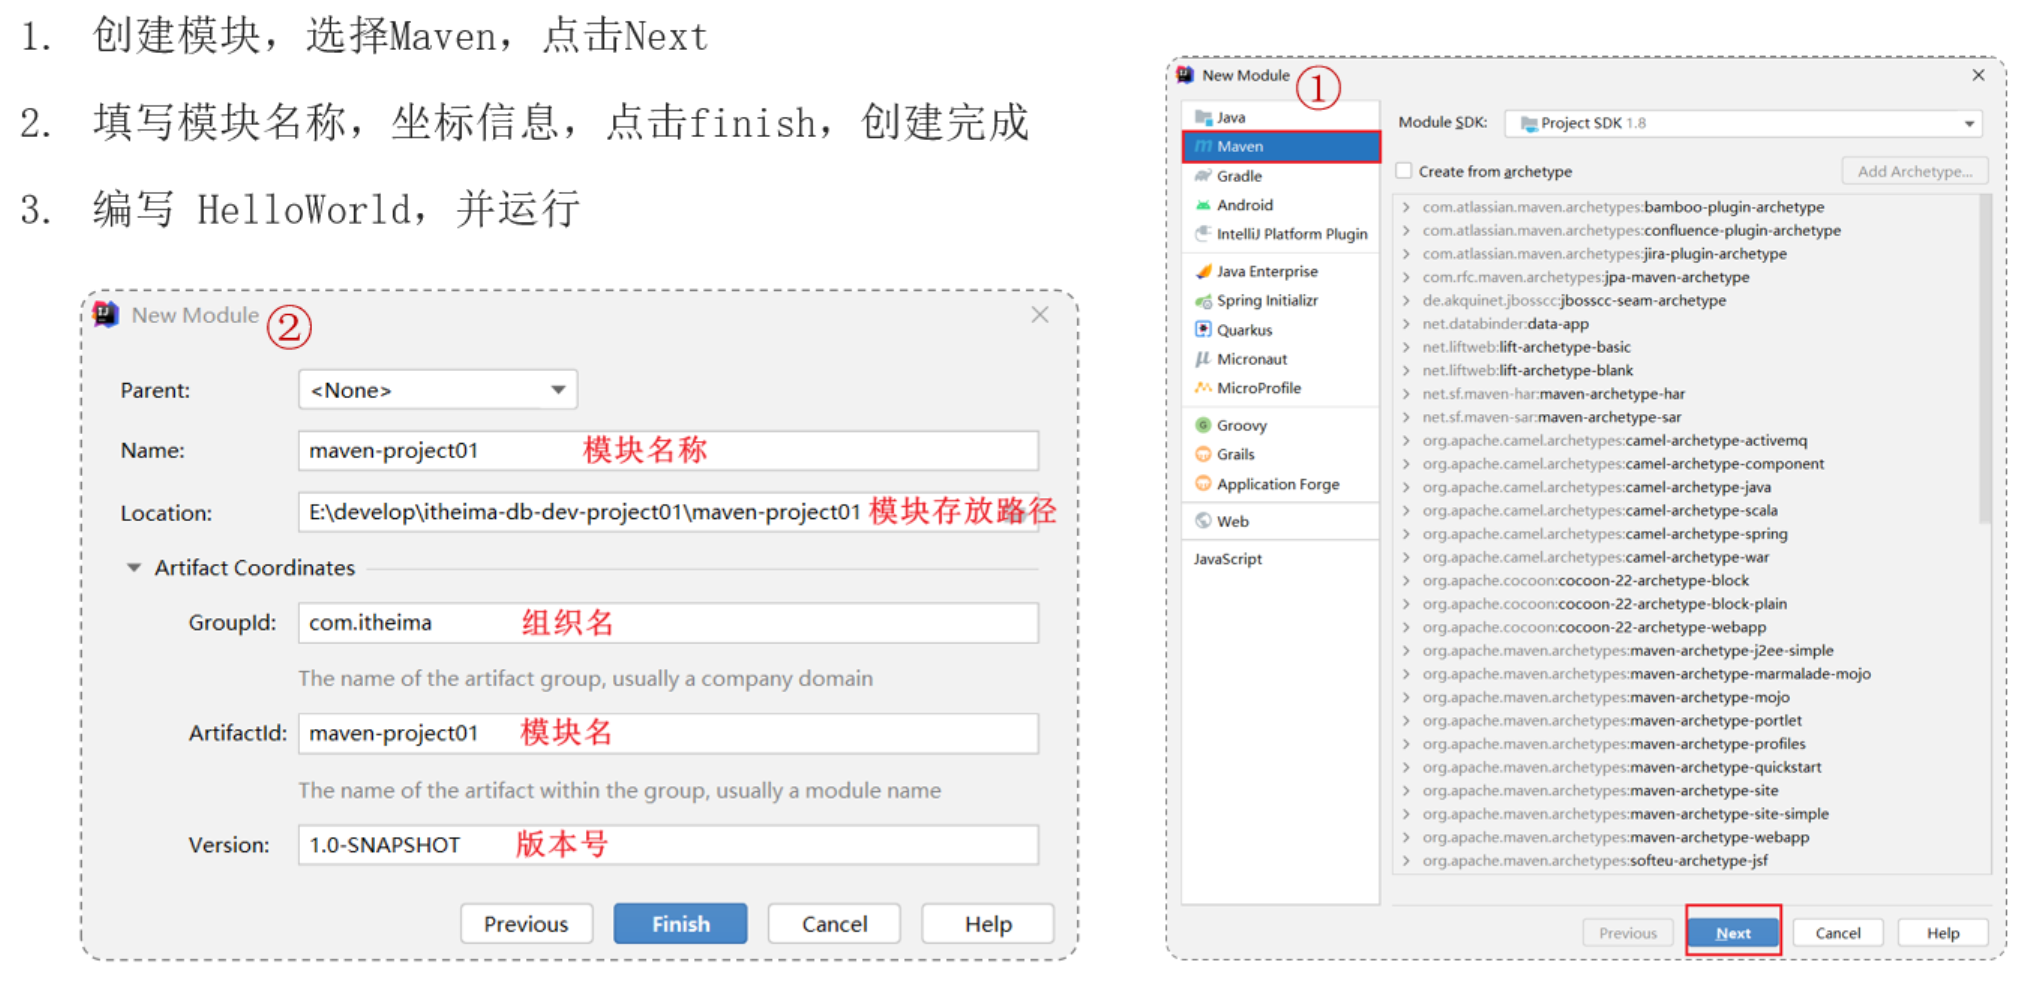 1. 创建模块，选择Maven，点击Next
2. 填写模块名称，坐标信息，点击finish，创建完成
3. 编写 HelloWorld，并运行
New Module ②
Parent: <None>
Name: maven-project01 模块名称
Location: E:\develop\itheima-db-dev-project01\maven-project01 模块存放路径
Artifact Coordinates
GroupId: com.itheima 组织名
The name of the artifact group, usually a company domain
ArtifactId: maven-project01 模块名
The name of the artifact within the group, usually a module name
Version: 1.0-SNAPSHOT 版本号
Previous Finish Cancel Help
New Module ①
Java
Maven
Gradle
Android
IntelliJ Platform Plugin
Java Enterprise
Spring Initializr
Quarkus
Micronaut
MicroProfile
Groovy
Grails
Application Forge
Web
JavaScript
Module SDK: Project SDK 1.8
Create from archetype Add Archetype...
com.atlassian.maven.archetypes:bamboo-plugin-archetype
com.atlassian.maven.archetypes:confluence-plugin-archetype
com.atlassian.maven.archetypes:jira-plugin-archetype
com.rfc.maven.archetypes:jpa-maven-archetype
de.akquinet.jbosscc:jbosscc-seam-archetype
net.databinder:data-app
net.liftweb:lift-archetype-basic
net.liftweb:lift-archetype-blank
net.sf.maven-har:maven-archetype-har
net.sf.maven-sar:maven-archetype-sar
org.apache.camel.archetypes:camel-archetype-activemq
org.apache.camel.archetypes:camel-archetype-component
org.apache.camel.archetypes:camel-archetype-java
org.apache.camel.archetypes:camel-archetype-scala
org.apache.camel.archetypes:camel-archetype-spring
org.apache.camel.archetypes:camel-archetype-war
org.apache.cocoon:cocoon-22-archetype-block
org.apache.cocoon:cocoon-22-archetype-block-plain
org.apache.cocoon:cocoon-22-archetype-webapp
org.apache.maven.archetypes:maven-archetype-j2ee-simple
org.apache.maven.archetypes:maven-archetype-marmalade-mojo
org.apache.maven.archetypes:maven-archetype-mojo
org.apache.maven.archetypes:maven-archetype-portlet
org.apache.maven.archetypes:maven-archetype-profiles
org.apache.maven.archetypes:maven-archetype-quickstart
org.apache.maven.archetypes:maven-archetype-site
org.apache.maven.archetypes:maven-archetype-site-simple
org.apache.maven.archetypes:maven-archetype-webapp
org.apache.maven.archetypes:softeu-archetype-jsf
Previous Next Cancel Help